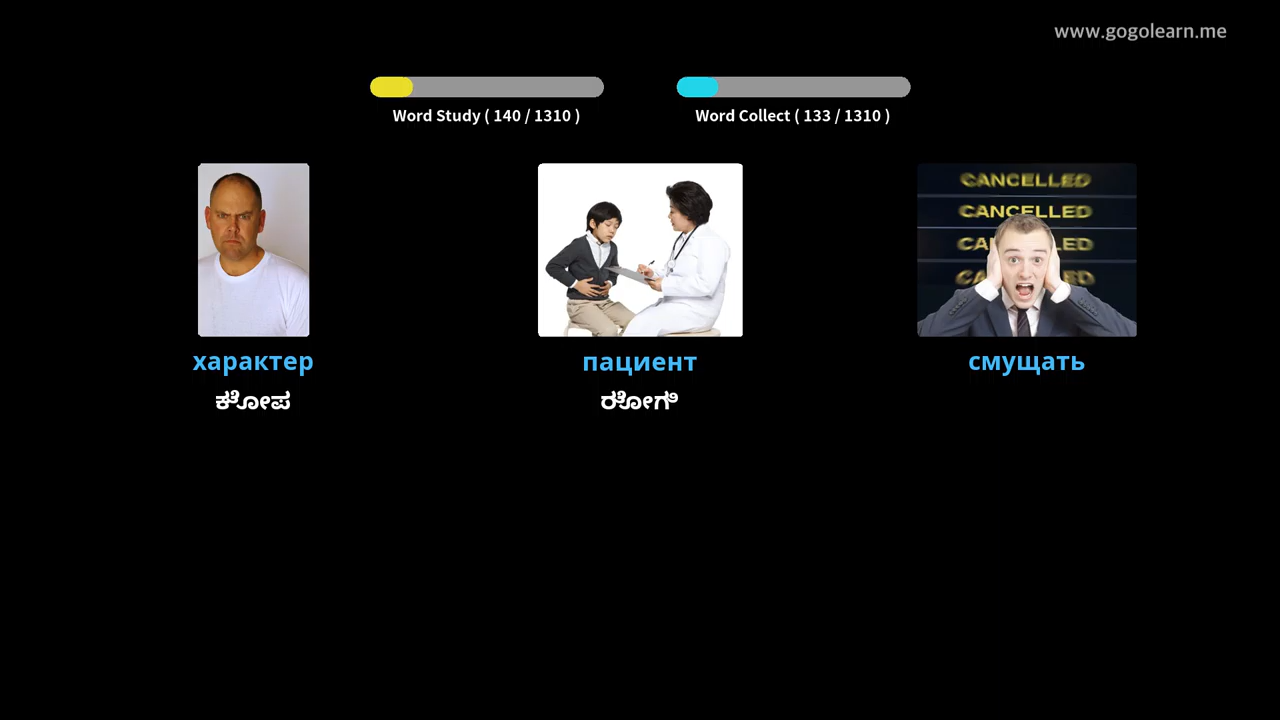 www.gogolearn.me
Word Study ( 140 / 1310 )
Word Collect ( 133 / 1310 )
CANCELLED
CANCELLED
характер
пациент
смущать
ಕೋಪ
ರೋಗಿ